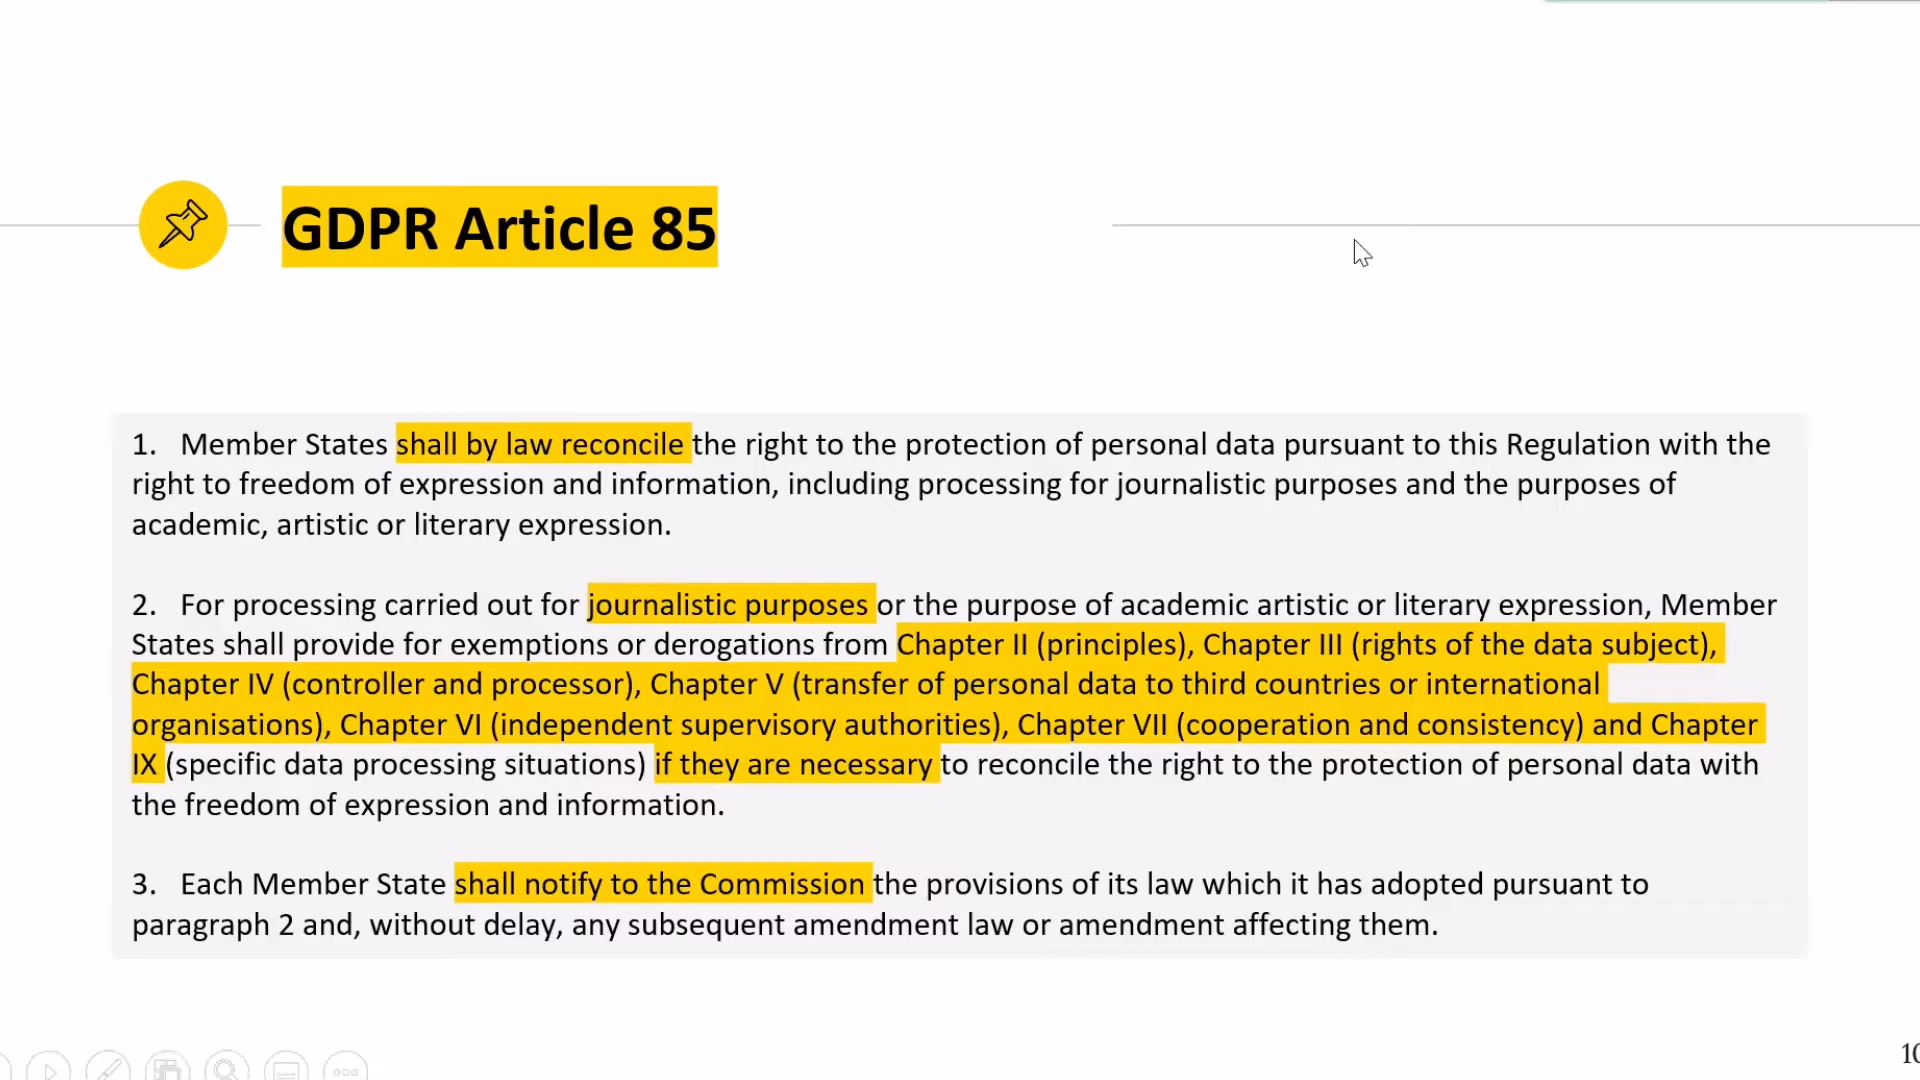 GDPR Article 85
1. Member States shall by law reconcile the right to the protection of personal data pursuant to this Regulation with the
right to freedom of expression and information, including processing for journalistic purposes and the purposes of
academic, artistic or literary expression.
2. For processing carried out for journalistic purposes or the purpose of academic artistic or literary expression, Member
States shall provide for exemptions or derogations from Chapter II (principles), Chapter III (rights of the data subject),
Chapter IV (controller and processor), Chapter V (transfer of personal data to third countries or international
organisations), Chapter VI (independent supervisory authorities), Chapter VII (cooperation and consistency) and Chapter
IX (specific data processing situations) if they are necessary to reconcile the right to the protection of personal data with
the freedom of expression and information.
3. Each Member State shall notify to the Commission the provisions of its law which it has adopted pursuant to
paragraph 2 and, without delay, any subsequent amendment law or amendment affecting them.
10